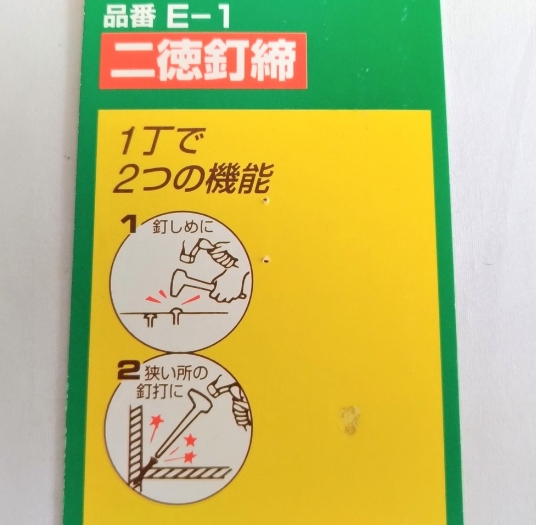 品番 E-1
二徳釘締
1丁で
2つの機能
1 釘しめに
2 狭い所の
釘打に